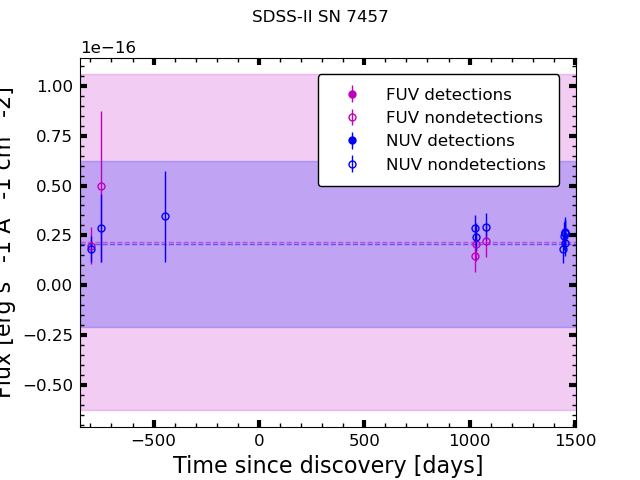 SDSS-II SN 7457
1e−16
FUV detections
FUV nondetections
NUV detections
NUV nondetections
1.00
0.75
0.50
0.25
0.00
−0.25
−0.50
Flux [erg s -1 A -1 cm -2]
−500
0
500
1000
1500
Time since discovery [days]